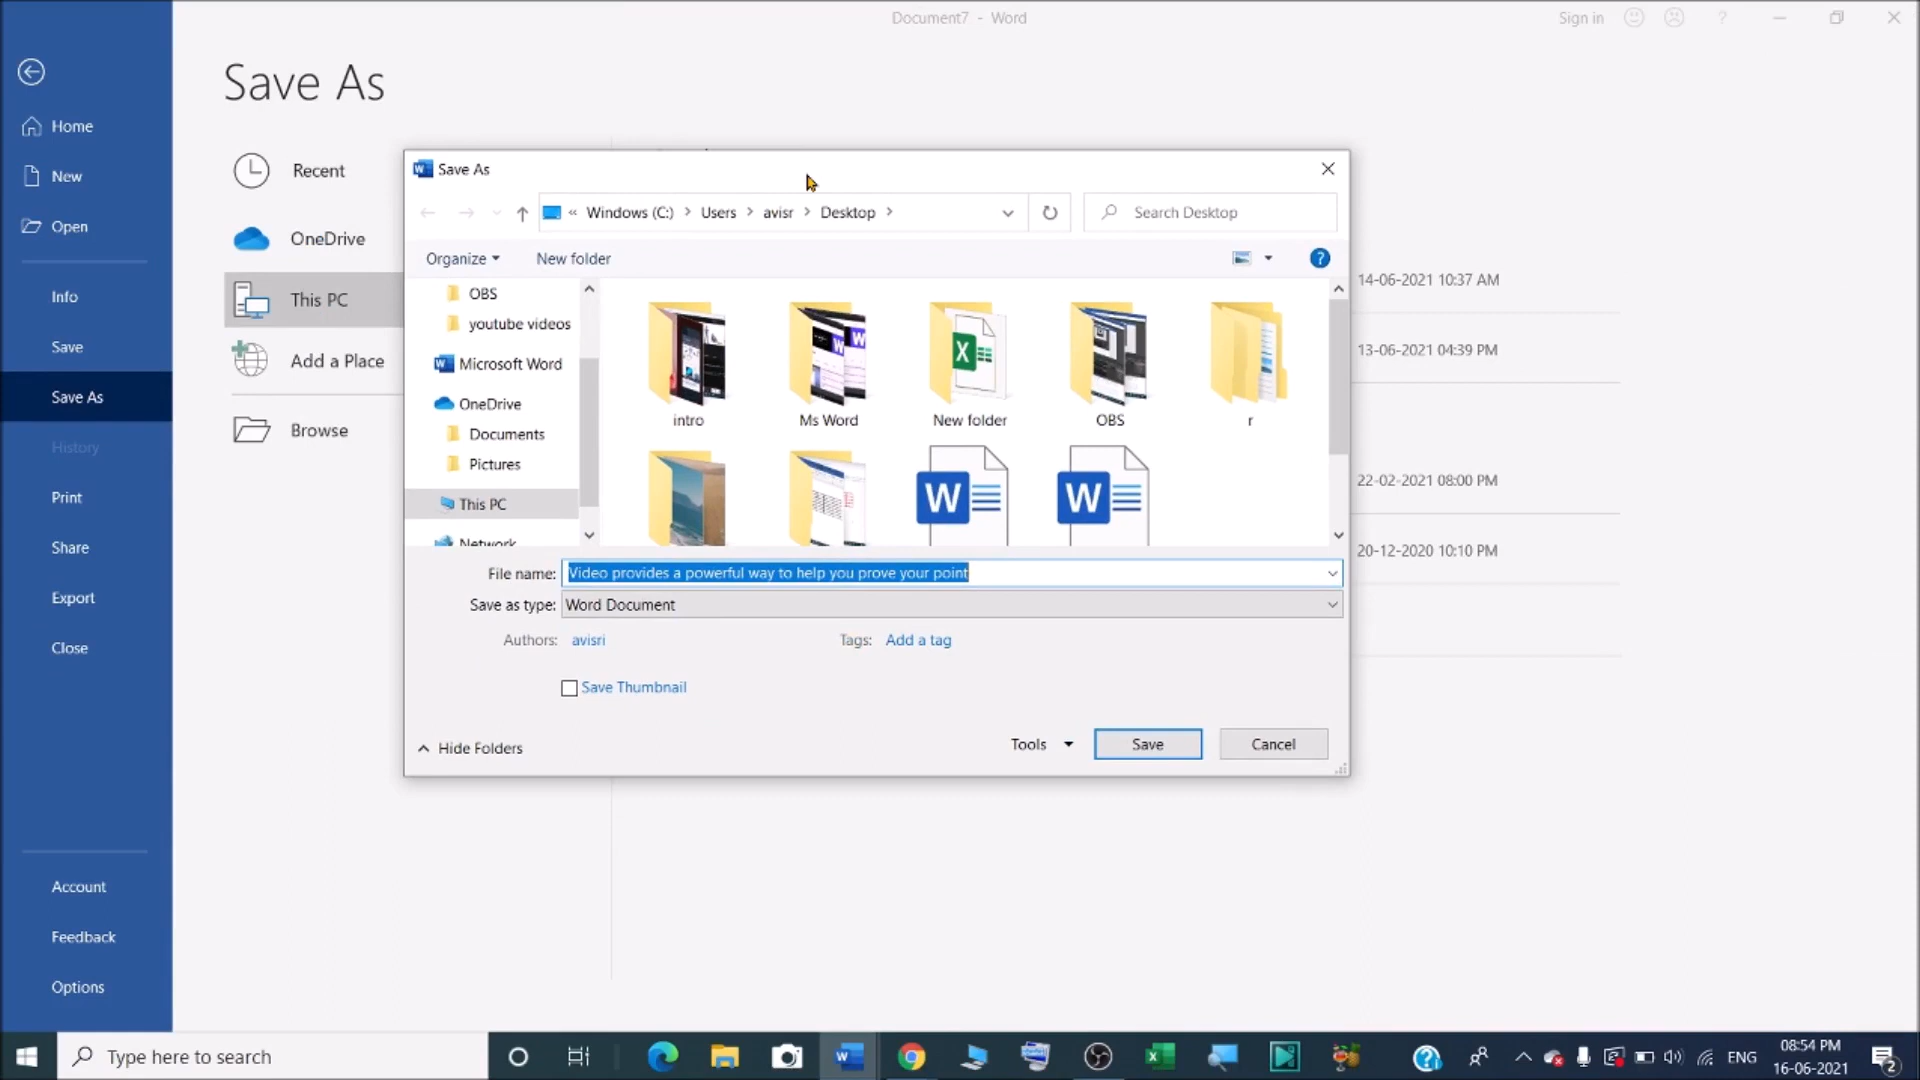 Document7 - Word
Sign in
?
Save As
Home
New
Open
Info
Save
Save As
History
Print
Share
Export
Close
Account
Feedback
Options
Recent
OneDrive
This PC
Add a Place
Browse
14-06-2021 10:37 AM
13-06-2021 04:39 PM
22-02-2021 08:00 PM
20-12-2020 10:10 PM
Save As
« Windows (C:) > Users > avisr > Desktop >
Search Desktop
Organize
New folder
?
OBS
youtube videos
Microsoft Word
OneDrive
Documents
Pictures
This PC
Network
intro
Ms Word
New folder
OBS
r
File name: Video provides a powerful way to help you prove your point
Save as type: Word Document
Authors: avisri
Tags: Add a tag
Save Thumbnail
Hide Folders
Tools
Save
Cancel
Type here to search
ENG
08:54 PM
16-06-2021
2